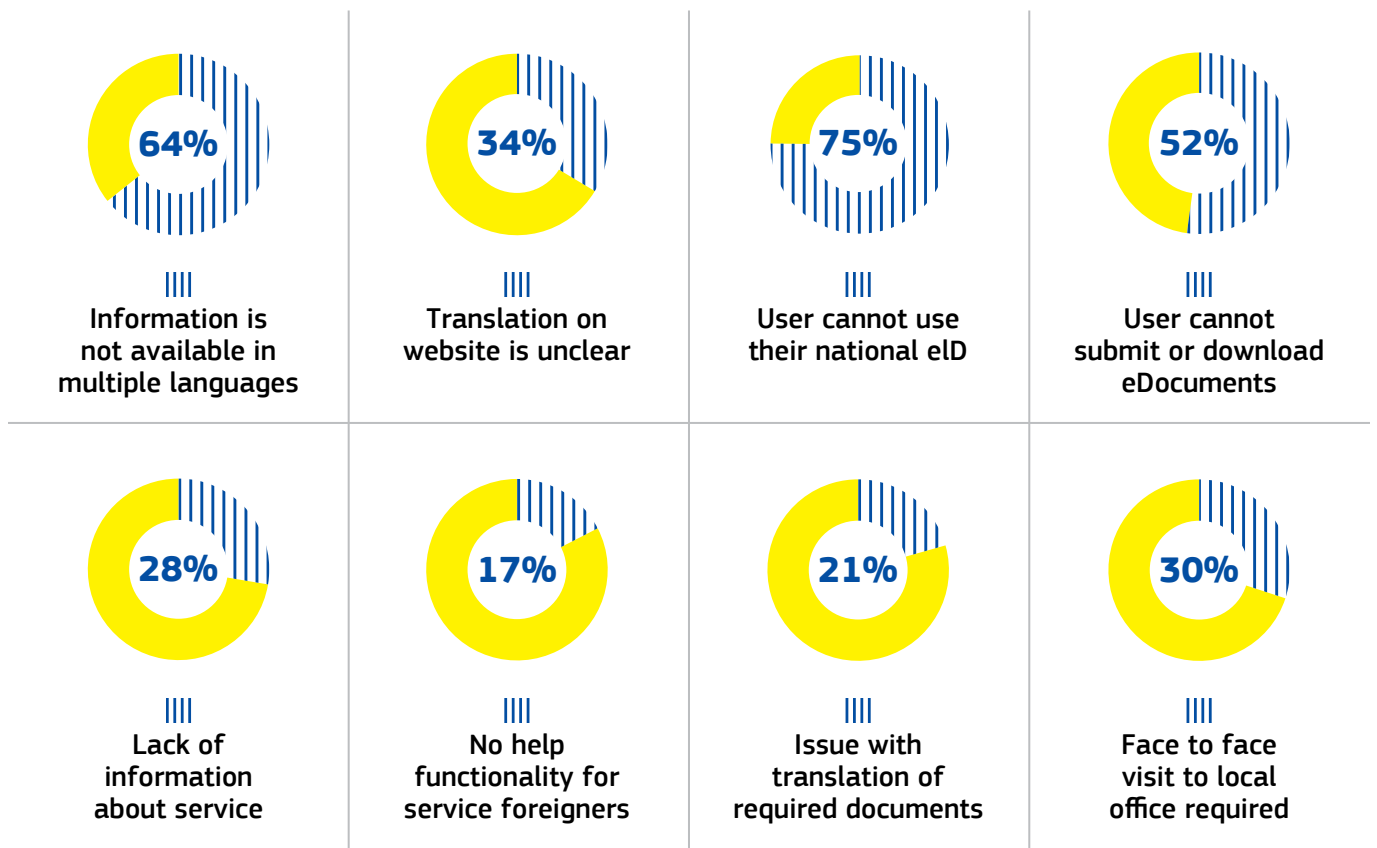 64%
34%
75%
52%
Information is
not available in
multiple languages
Translation on
website is unclear
User cannot use
their national eID
User cannot
submit or download
eDocuments
28%
17%
21%
30%
Lack of
information
about service
No help
functionality for
service foreigners
Issue with
translation of
required documents
Face to face
visit to local
office required